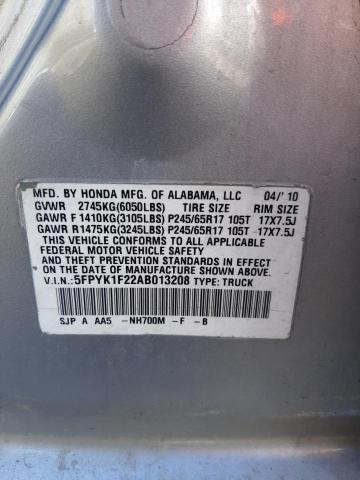 MFD. BY HONDA MFG. OF ALABAMA, LLC 04/'10
GVWR 2745KG(6050LBS) TIRE SIZE RIM SIZE
GAWR F 1410KG(3105LBS) P245/65R17 105T 17X7.5J
GAWR R1475KG(3245LBS) P245/65R17 105T 17X7.5J
THIS VEHICLE CONFORMS TO ALL APPLICABLE
FEDERAL MOTOR VEHICLE SAFETY
AND THEFT PREVENTION STANDARDS IN EFFECT
ON THE DATE OF MANUFACTURE SHOWN ABOVE.
V.I.N.: 5FPYK1F22AB013208 TYPE: TRUCK
SJP A AA5 -NH700M -F -B